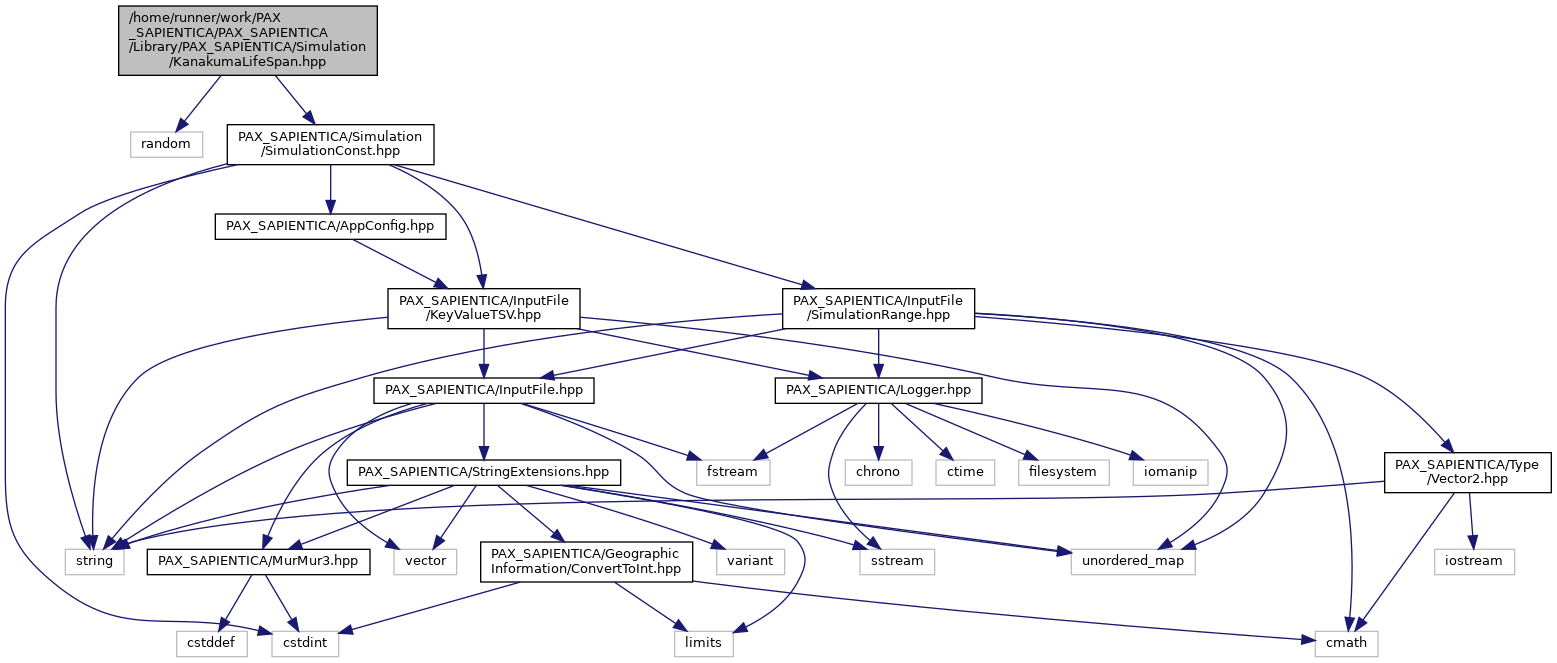 /home/runner/work/PAX
_SAPIENTICA/PAX_SAPIENTICA
/Library/PAX_SAPIENTICA/Simulation
/KanakumaLifeSpan.hpp
random
PAX_SAPIENTICA/Simulation
/SimulationConst.hpp
PAX_SAPIENTICA/AppConfig.hpp
PAX_SAPIENTICA/InputFile
/KeyValueTSV.hpp
PAX_SAPIENTICA/InputFile
/SimulationRange.hpp
PAX_SAPIENTICA/InputFile.hpp
PAX_SAPIENTICA/Logger.hpp
PAX_SAPIENTICA/StringExtensions.hpp
fstream
chrono
ctime
filesystem
iomanip
PAX_SAPIENTICA/Type
/Vector2.hpp
string
PAX_SAPIENTICA/MurMur3.hpp
vector
PAX_SAPIENTICA/Geographic
Information/ConvertToInt.hpp
variant
sstream
unordered_map
iostream
cstddef
cstdint
limits
cmath